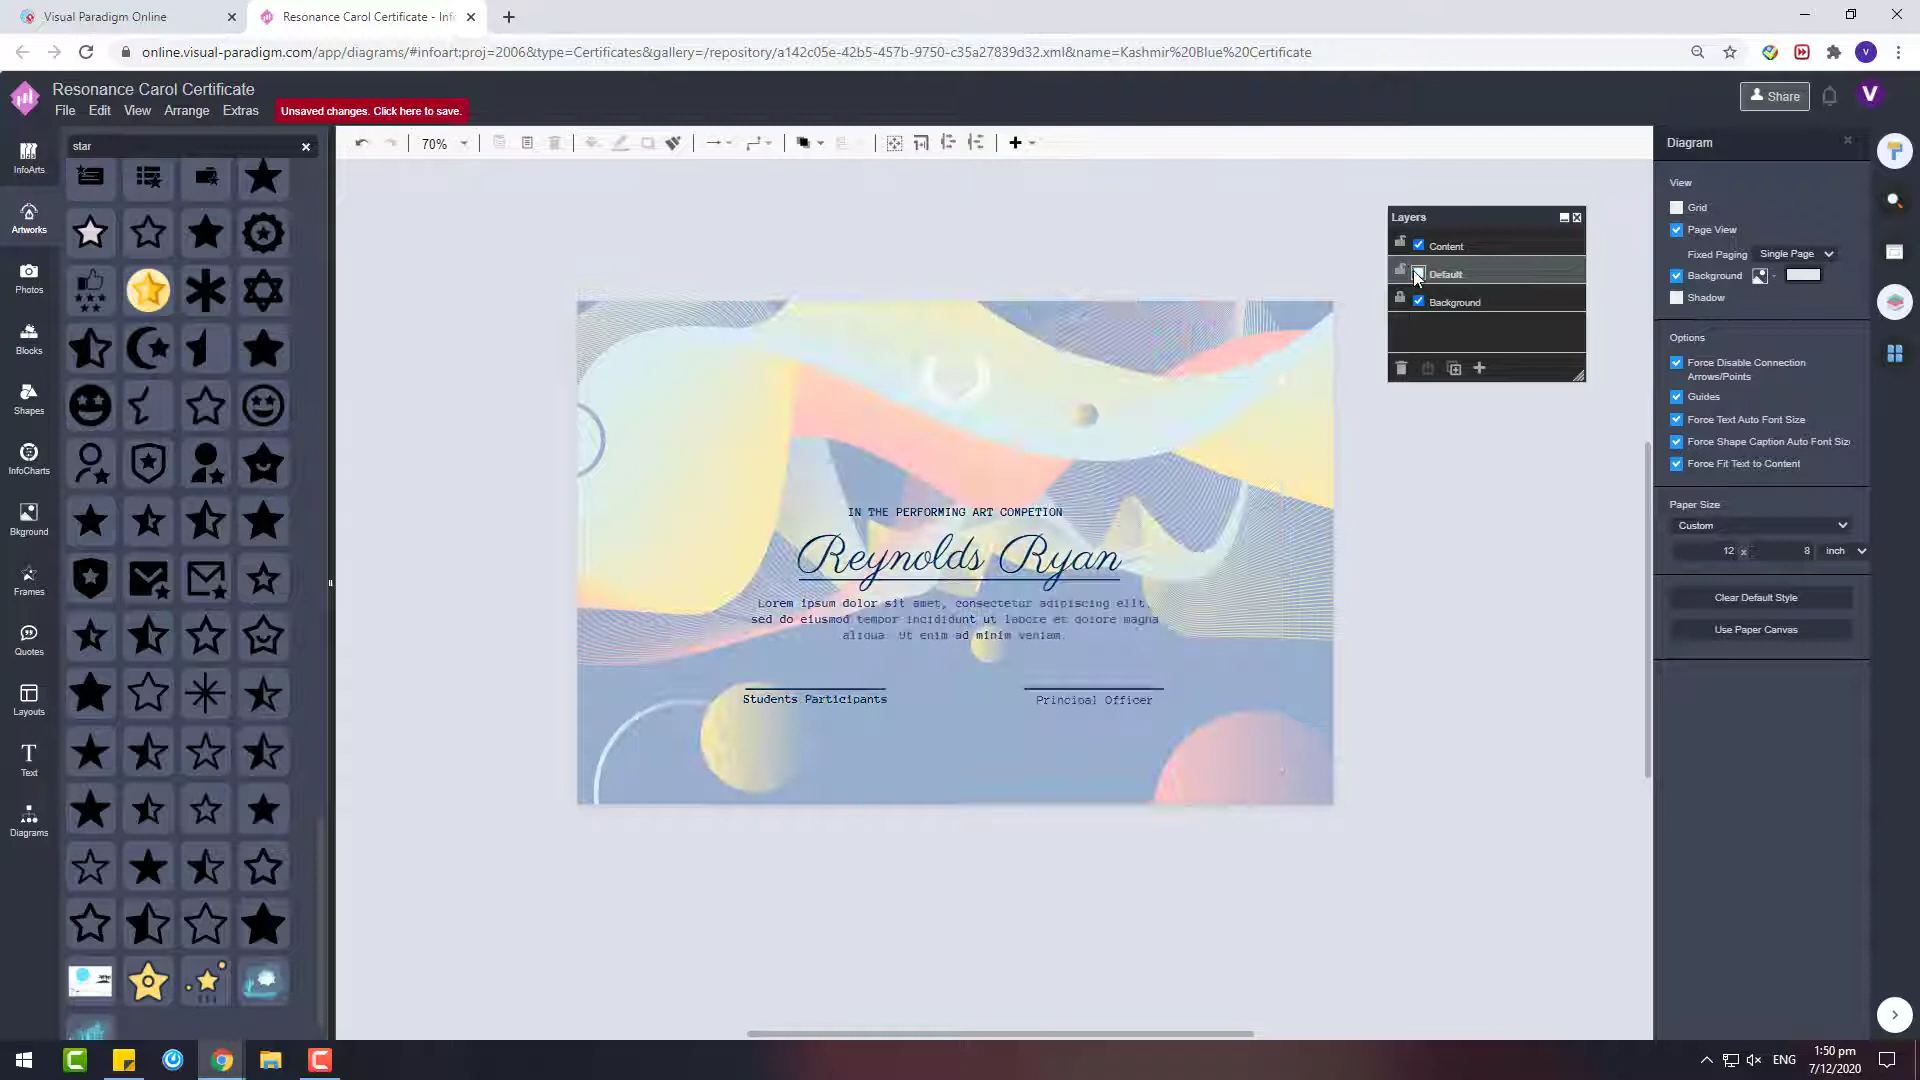 Visual Paradigm Online
Resonance Carol Certificate - Info
online.visual-paradigm.com/app/diagrams/#infoart:proj=2006&type=Certificates&gallery=/repository/a142c05e-42b5-457b-9750-c35a27839d32.xml&name=Kashmir%20Blue%20Certificate
V
Resonance Carol Certificate
File Edit View Arrange Extras
Unsaved changes. Click here to save.
Share
V
star
70%
InfoArts
Artworks
Photos
Blocks
Shapes
InfoCharts
Bkground
Frames
Quotes
Layouts
T
Text
Diagrams
IN THE PERFORMING ART COMPETION
Reynolds Ryan
Lorem ipsum dolor sit amet, consectetur adipiscing elit,
sed do eiusmod tempor incididunt ut labore et dolore magna
aliqua. Ut enim ad minim veniam.
Students Participants
Principal Officer
Layers
Content
Default
Background
Diagram
View
Grid
Page View
Fixed Paging Single Page
Background
Shadow
Options
Force Disable Connection
Arrows/Points
Guides
Force Text Auto Font Size
Force Shape Caption Auto Font Siz
Force Fit Text to Content
Paper Size
Custom
12 x 8 inch
Clear Default Style
Use Paper Canvas
ENG
1:50 pm
7/12/2020